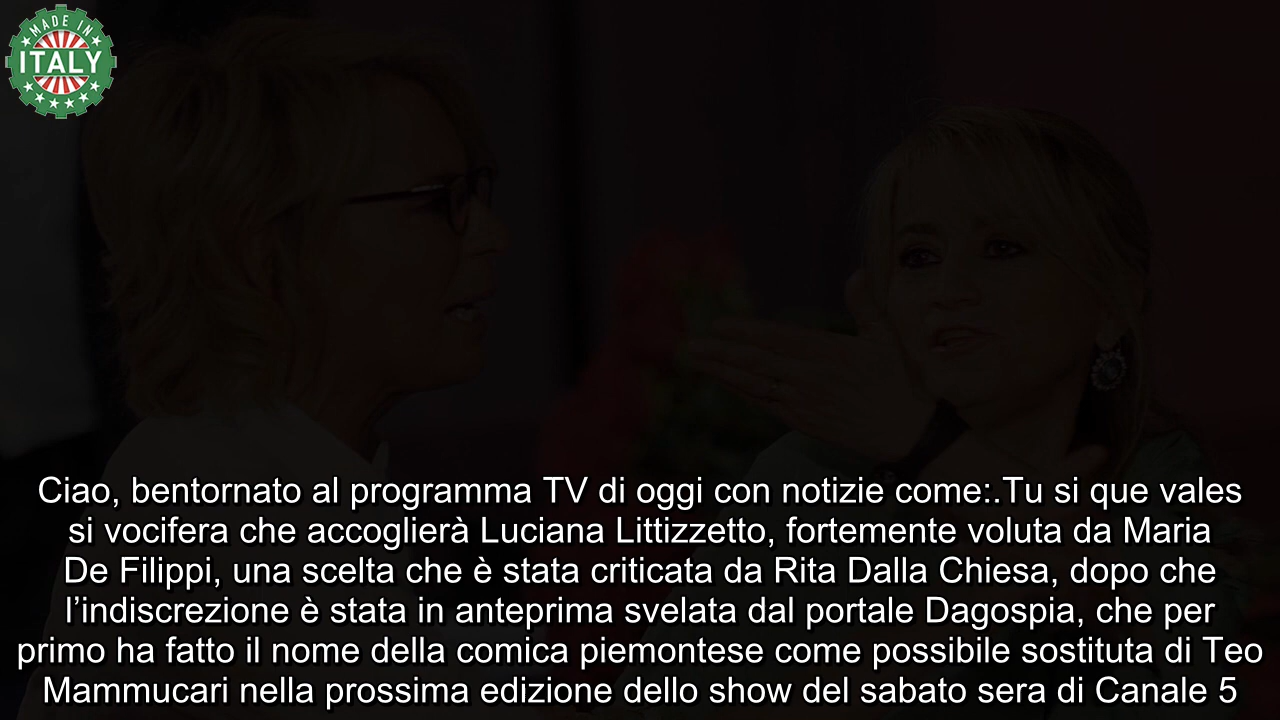 MADE IN
ITALY
Ciao, bentornato al programma TV di oggi con notizie come:.Tu si que vales
si vocifera che accoglierà Luciana Littizzetto, fortemente voluta da Maria
De Filippi, una scelta che è stata criticata da Rita Dalla Chiesa, dopo che
l’indiscrezione è stata in anteprima svelata dal portale Dagospia, che per
primo ha fatto il nome della comica piemontese come possibile sostituta di Teo
Mammucari nella prossima edizione dello show del sabato sera di Canale 5